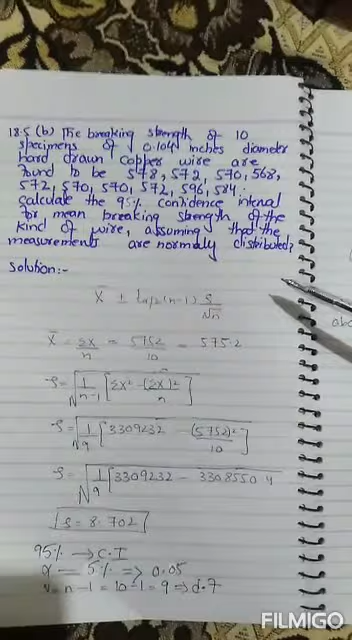 18.5 (b) The breaking strength of 10
specimens of 0.104 inches diameter
hard drawn copper wire are
found to be 578, 572, 570, 568,
572, 570, 570, 572, 596, 584.
calculate the 95% confidence interval
for mean breaking strength of the
kind of wire, assuming that the
measurements are normaly distributed?
Solution:-
X̄ ± tα/2(n-1) s/√n
X̄ = ΣX/n = 5752/10 = 575.2
s = √(1/(n-1) [Σx² - (Σx)²/n])
s = √(1/9 [3309232 - (5752)²/10])
s = √(1/9 [3309232 - 3308550.4
s = 8.702
95% → C.I
α — 5% => 0.05
v = n-1 = 10-1 = 9 => d.f
FILMIGO